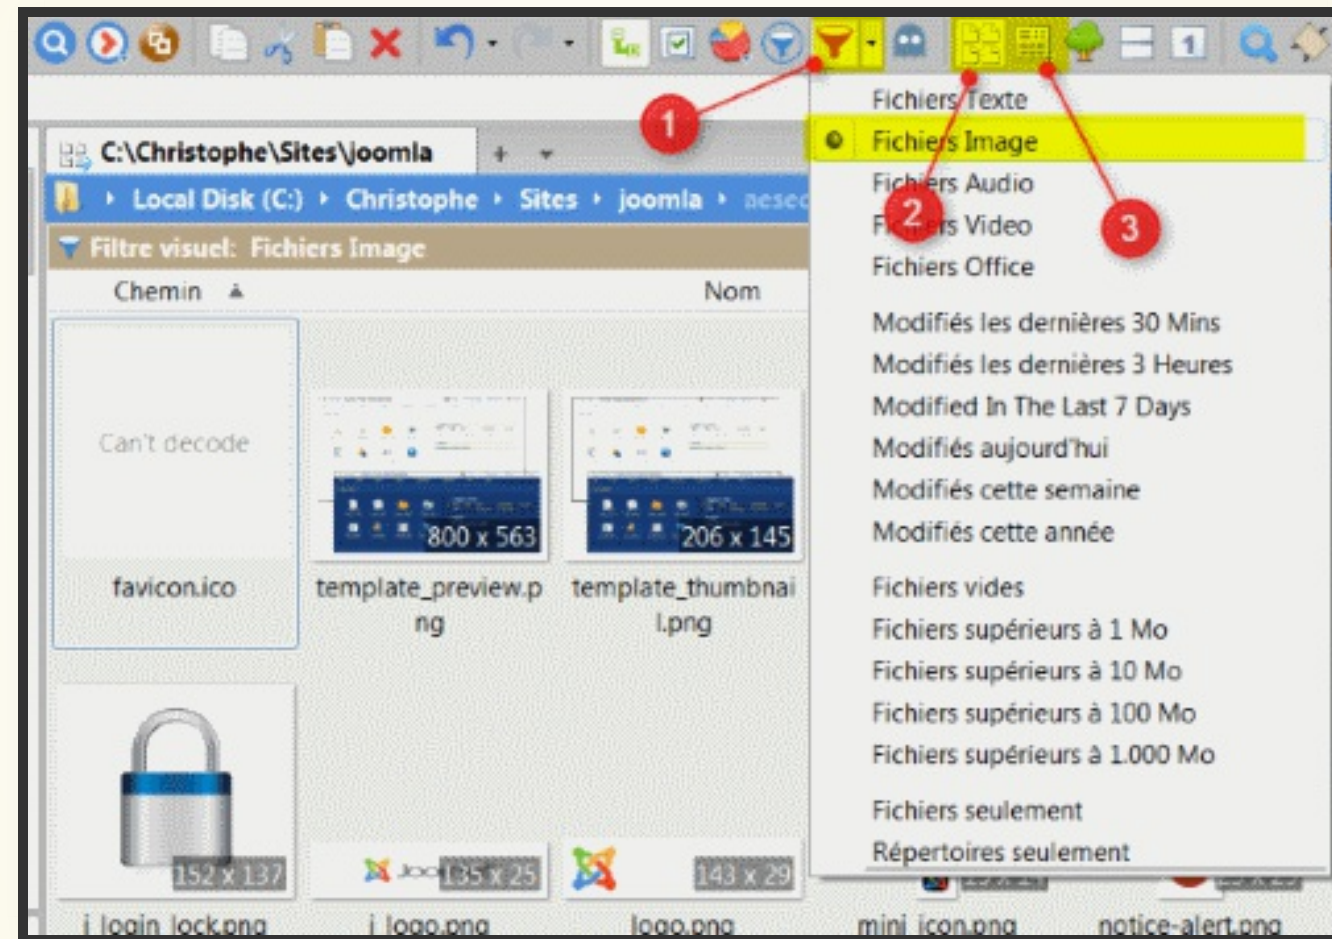 1
1
Fichiers Texte
C:\Christophe\Sites\joomla + 
Fichiers Image
Local Disk (C:) Christophe Sites joomla
Fichiers Audio
2
3
Fichiers Video
Filtre visuel: Fichiers Image
Fichiers Office
Chemin Nom
Modifiés les dernières 30 Mins
Modifiés les dernières 3 Heures
Modified In The Last 7 Days
Can't decode
Modifiés aujourd'hui
Modifiés cette semaine
Modifiés cette année
800 x 563
206 x 145
favicon.ico
template_preview.p
ng
template_thumbnai
l.png
Fichiers vides
Fichiers supérieurs à 1 Mo
Fichiers supérieurs à 10 Mo
Fichiers supérieurs à 100 Mo
Fichiers supérieurs à 1.000 Mo
Fichiers seulement
Répertoires seulement
152 x 137
135 x 25
143 x 29
j_login_lock.png
j_logo.png
logo.png
mini_icon.png
notice-alert.png